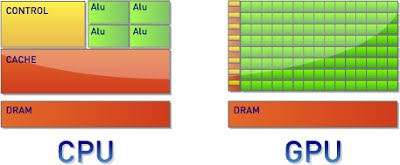 CONTROL Alu Alu
Alu Alu
CACHE
DRAM DRAM
CPU GPU